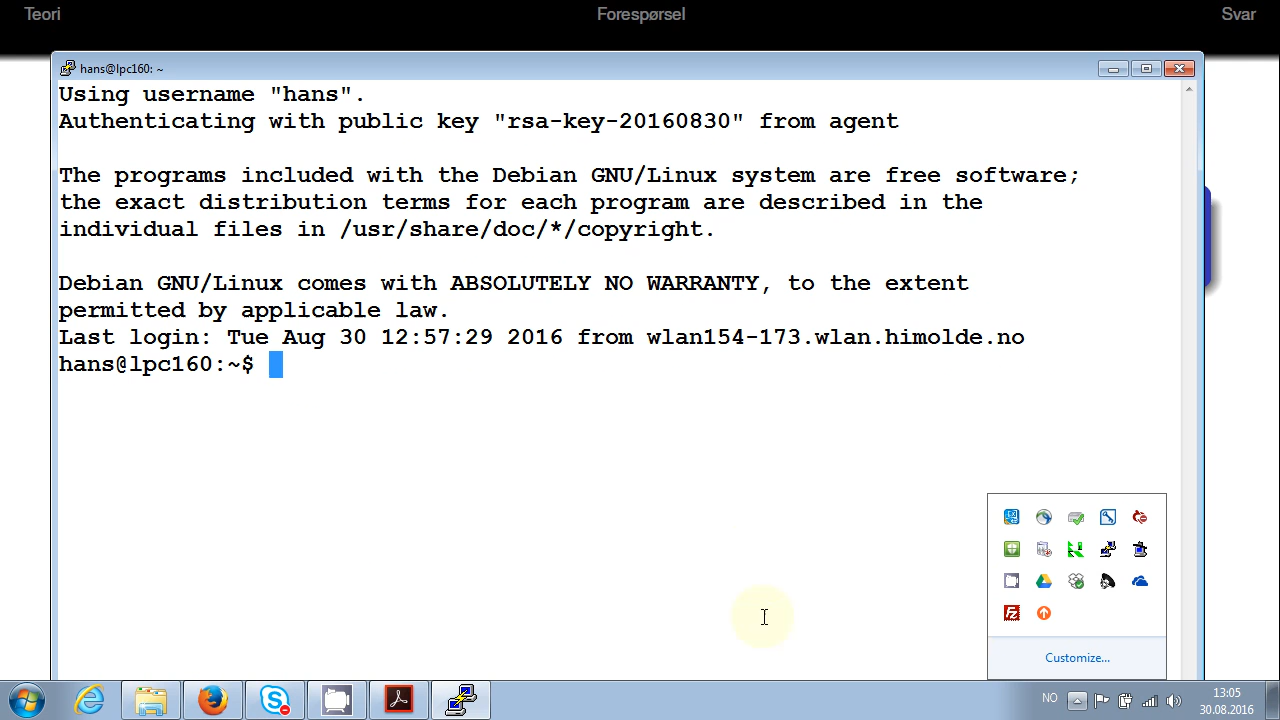 Teori Forespørsel Svar
hans@lpc160: ~
Using username "hans".
Authenticating with public key "rsa-key-20160830" from agent
The programs included with the Debian GNU/Linux system are free software;
the exact distribution terms for each program are described in the
individual files in /usr/share/doc/*/copyright.
Debian GNU/Linux comes with ABSOLUTELY NO WARRANTY, to the extent
permitted by applicable law.
Last login: Tue Aug 30 12:57:29 2016 from wlan154-173.wlan.himolde.no
hans@lpc160:~$
Customize...
NO 13:05
30.08.2016